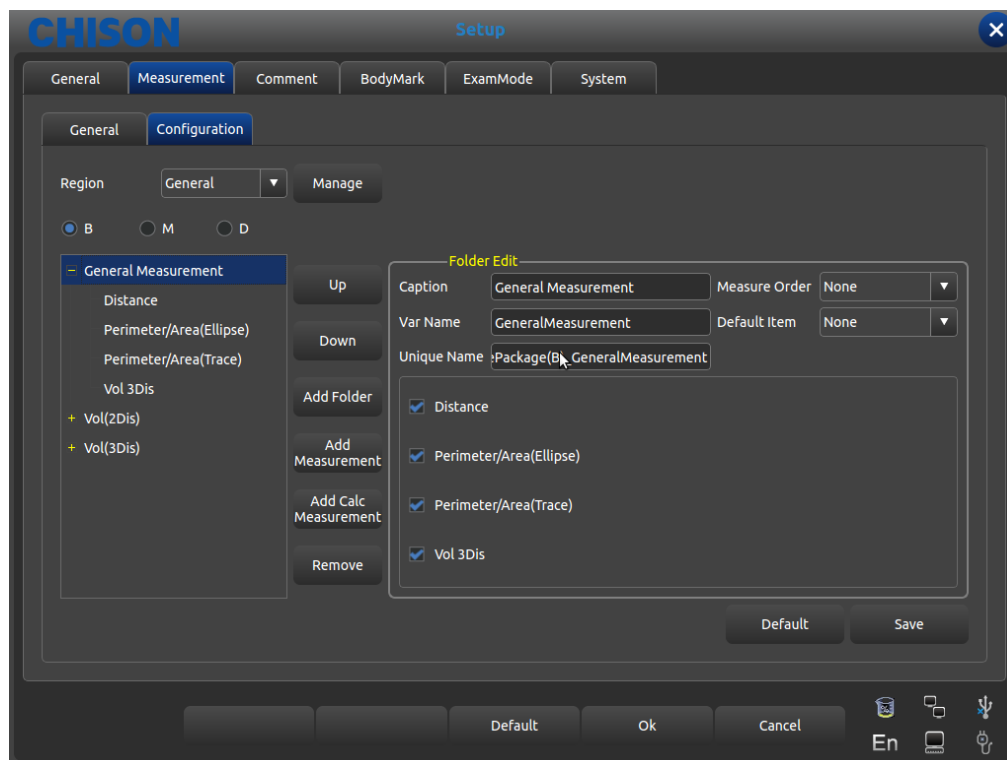 CHISON
Setup
General Measurement Comment BodyMark ExamMode System
General Configuration
Region General Manage
B M D
General Measurement
Distance
Perimeter/Area(Ellipse)
Perimeter/Area(Trace)
Vol 3Dis
+ Vol(2Dis)
+ Vol(3Dis)
Up
Down
Add Folder
Add
Measurement
Add Calc
Measurement
Remove
Folder Edit
Caption General Measurement Measure Order None
Var Name GeneralMeasurement Default Item None
Unique Name ePackage(B)_GeneralMeasurement
Distance
Perimeter/Area(Ellipse)
Perimeter/Area(Trace)
Vol 3Dis
Default Save
Default Ok Cancel
En